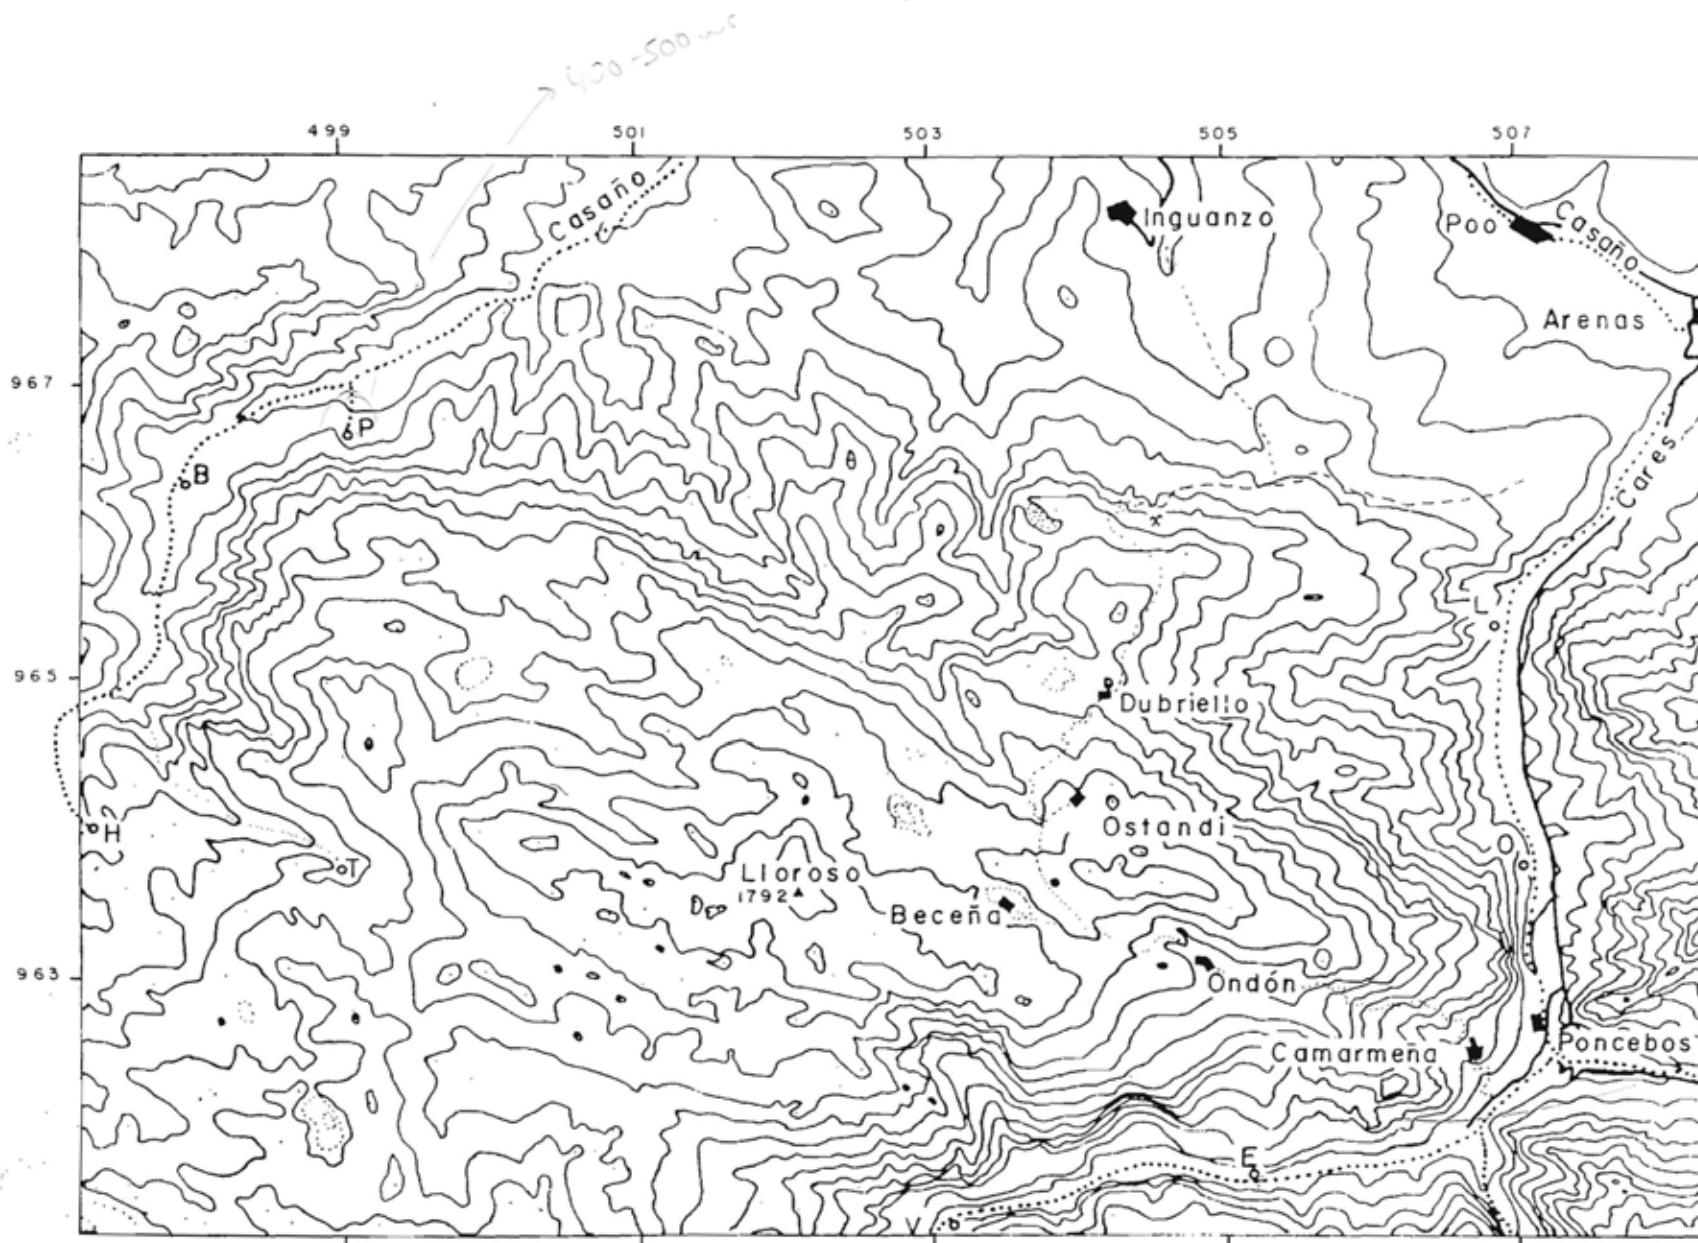 400-500 m
499 501 503 505 507
Casaño
Inguanzo
Poo
Casaño
Arenas
967
P
B
Cares
L
965
Dubriello
H
T
Ostandi
O
Lloroso
1792
Beceña
963
Ondón
Camarmeña
Poncebos
E
V